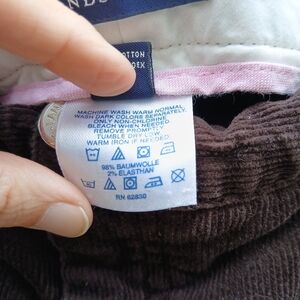 NDS
COTTON
MACHINE WASH WARM NORMAL,
WASH DARK COLORS SEPARATELY,
ONLY NON-CHLORINE
BLEACH WHEN NEEDED
REMOVE PROMPTLY
TUMBLE DRY LOW
WARM IRON IF NEEDED.
98% BAUMWOLLE
2% ELASTHAN
RN 62830